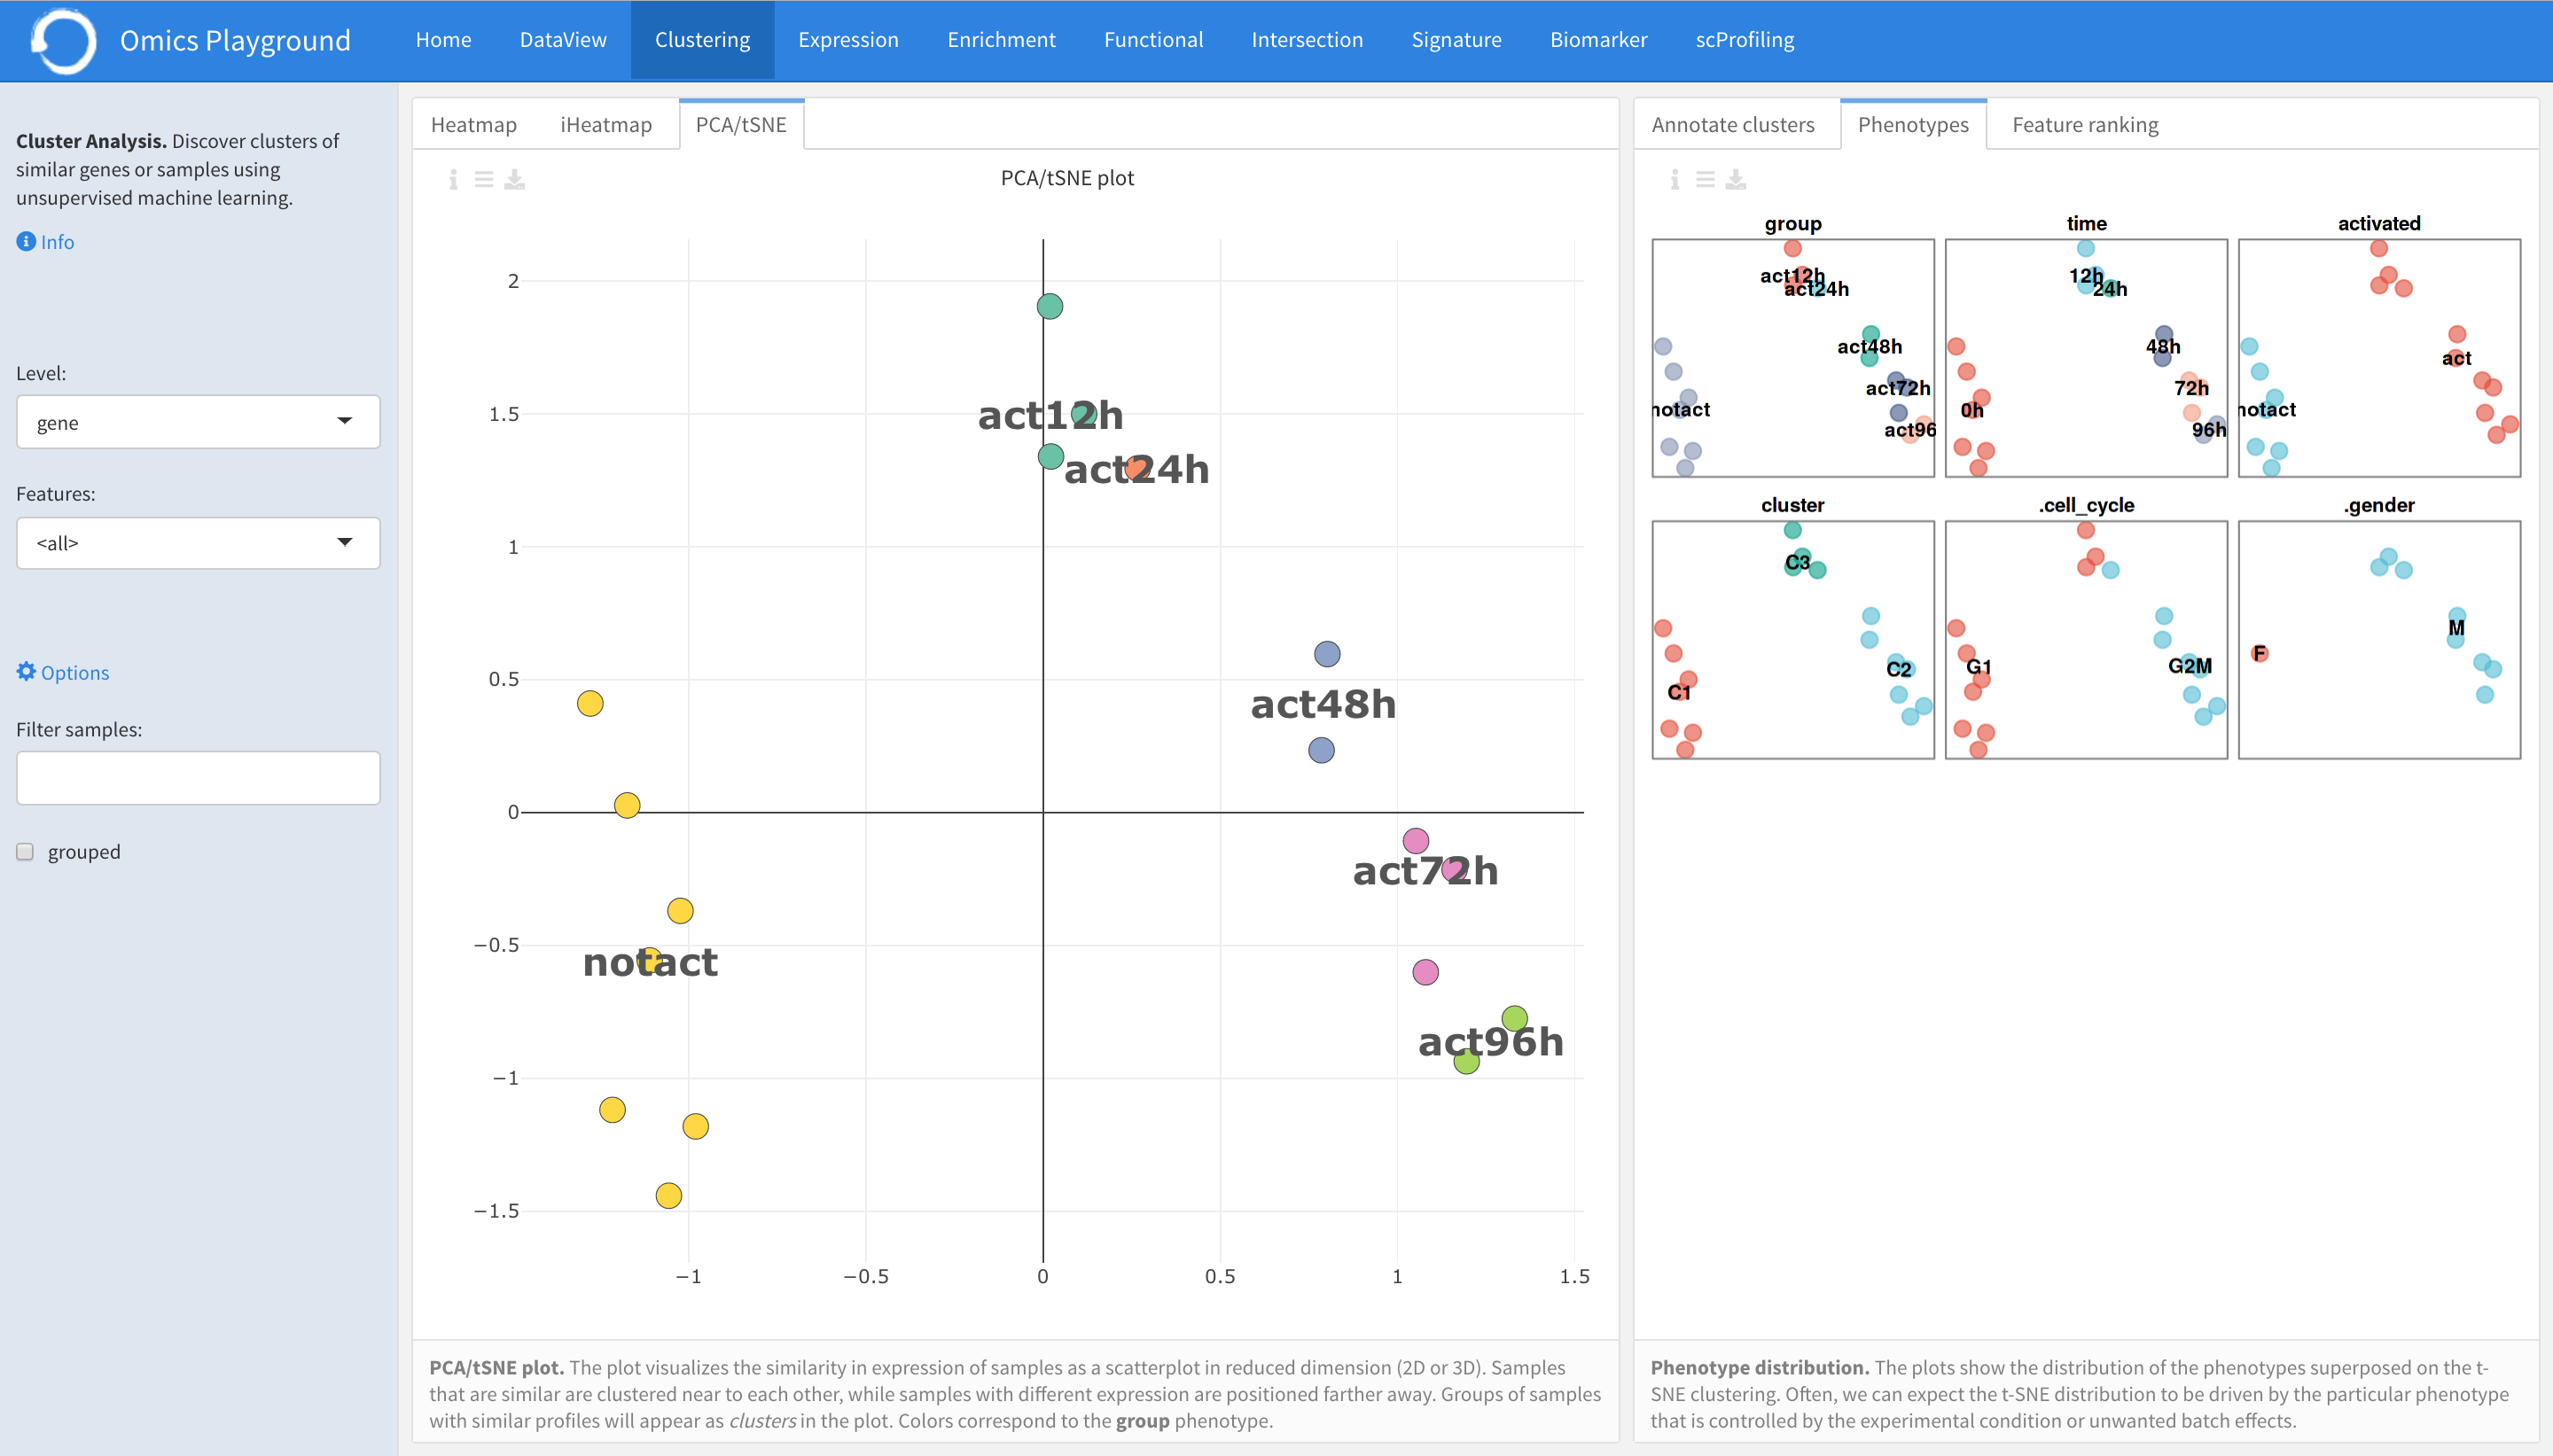 Omics Playground
Home DataView Clustering Expression Enrichment Functional Intersection Signature Biomarker scProfiling
Cluster Analysis. Discover clusters of
similar genes or samples using
unsupervised machine learning.
Info
Level:
gene
Features:
<all>
Options
Filter samples:
grouped
Heatmap iHeatmap PCA/tSNE
PCA/tSNE plot
2
1.5
1
0.5
0
−0.5
−1
−1.5
−1 −0.5 0 0.5 1 1.5
act12h
act24h
act48h
act72h
notact
act96h
PCA/tSNE plot. The plot visualizes the similarity in expression of samples as a scatterplot in reduced dimension (2D or 3D). Samples
that are similar are clustered near to each other, while samples with different expression are positioned farther away. Groups of samples
with similar profiles will appear as clusters in the plot. Colors correspond to the group phenotype.
Annotate clusters Phenotypes Feature ranking
group
act12h
act24h
act48h
act72h
notact
act96
time
12h
24h
48h
72h
0h
96h
activated
act
notact
cluster
C3
C2
C1
.cell_cycle
G1
G2M
.gender
M
F
Phenotype distribution. The plots show the distribution of the phenotypes superposed on the t-
SNE clustering. Often, we can expect the t-SNE distribution to be driven by the particular phenotype
that is controlled by the experimental condition or unwanted batch effects.